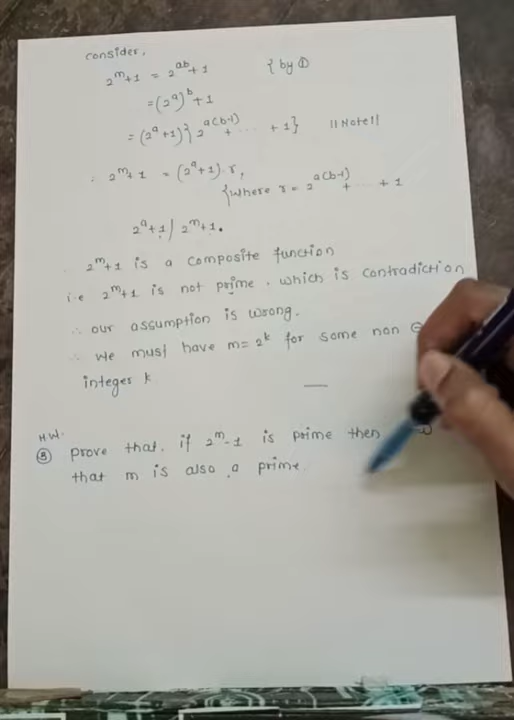 consider,
2^m+1 = 2^ab+1 {by ①
=(2^a)^b+1
= (2^a+1){2^a(b-1)+ ... +1} !!Note!!
∴ 2^m+1 = (2^a+1).r,
{where r = 2^a(b-1)+ ... +1
2^a+1 / 2^m+1.
2^m+1 is a composite function
i.e 2^m+1 is not prime. which is contradiction
∴ our assumption is wrong.
∴ We must have m=2^k for some non
integer k
H.W.
⑧ prove that. if 2^m-1 is prime then
that m is also a prime.